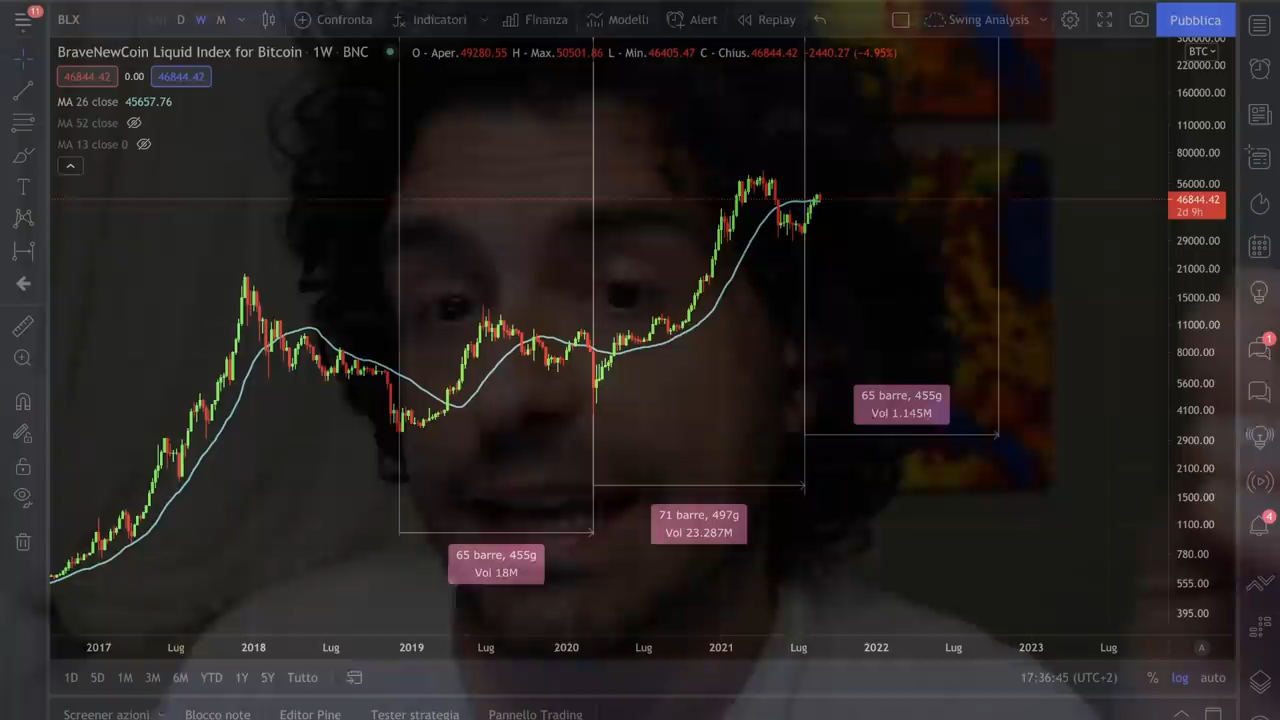 11
BLX
D W M
Confronta
Indicatori
Finanza
Modelli
Alert
Replay
Swing Analysis
Pubblica
BraveNewCoin Liquid Index for Bitcoin · 1W · BNC
O - Aper.49280.55 H - Max.50501.86 L - Min.46405.47 C - Chius.46844.42 −2440.27 (−4.95%)
BTC
46844.42 0.00 46844.42
MA 26 close 45657.76
MA 52 close
MA 13 close 0
300000.00
220000.00
160000.00
110000.00
80000.00
56000.00
46844.42
2d 9h
29000.00
21000.00
15000.00
11000.00
8000.00
5600.00
4100.00
2900.00
2100.00
1500.00
1100.00
780.00
555.00
395.00
1
4
65 barre, 455g
Vol 1.145M
71 barre, 497g
Vol 23.287M
65 barre, 455g
Vol 18M
2017 Lug 2018 Lug 2019 Lug 2020 Lug 2021 Lug 2022 Lug 2023 Lug A
1D 5D 1M 3M 6M YTD 1Y 5Y Tutto
17:36:45 (UTC+2) % log auto
Screener azioni Blocco note Editor Pine Tester strategia Pannello Trading